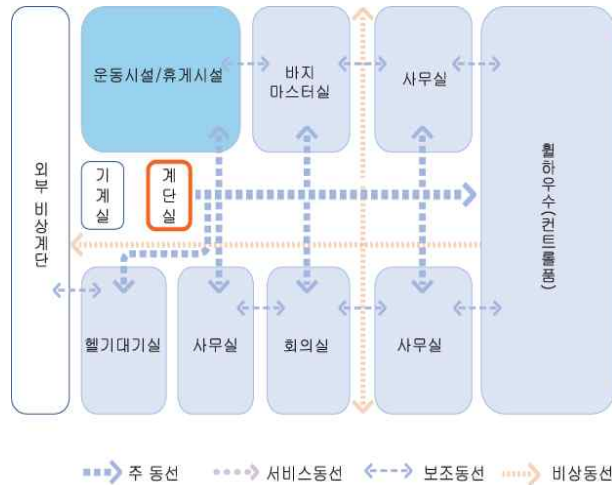 운동시설/휴게시설
바지
마스터실
사무실
외부 비상계단
기계실
계단실
휠하우수(컨트롤품)
헬기대기실
사무실
회의실
사무실
주 동선
서비스동선
보조동선
비상동선